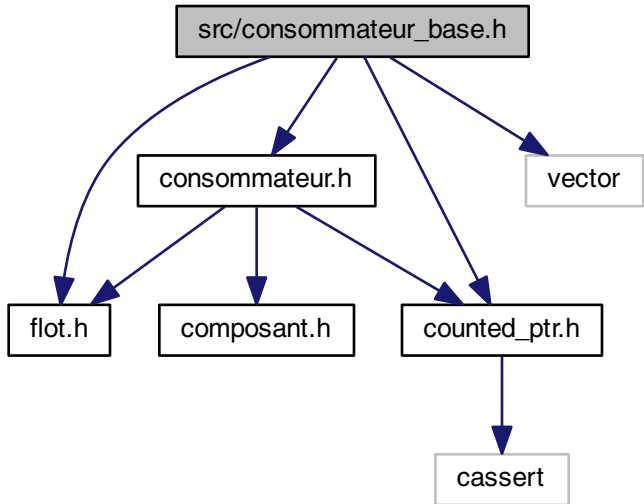 src/consommateur_base.h
consommateur.h
vector
flot.h
composant.h
counted_ptr.h
cassert